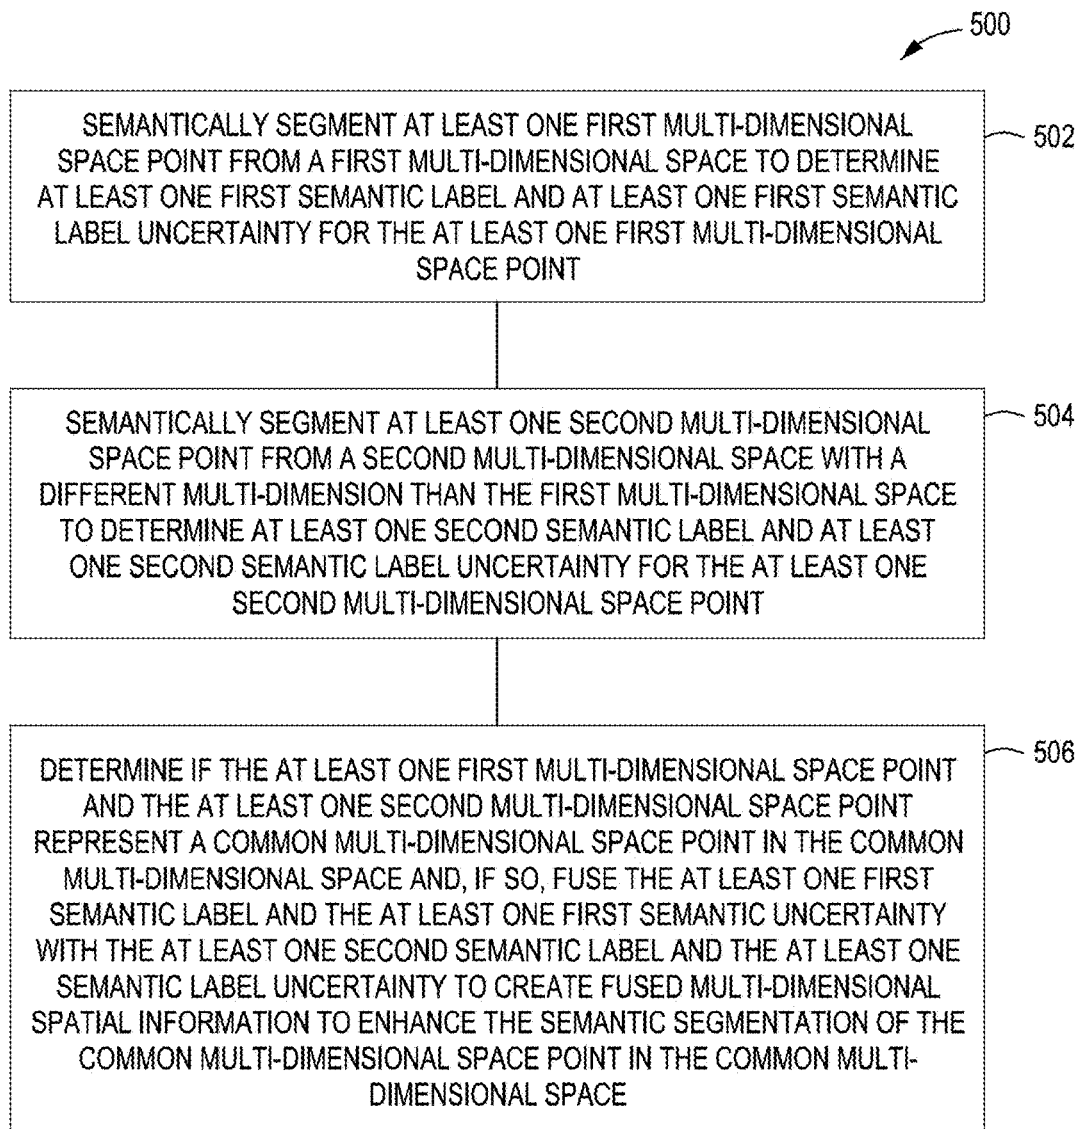 500
SEMANTICALLY SEGMENT AT LEAST ONE FIRST MULTI-DIMENSIONAL
SPACE POINT FROM A FIRST MULTI-DIMENSIONAL SPACE TO DETERMINE
AT LEAST ONE FIRST SEMANTIC LABEL AND AT LEAST ONE FIRST SEMANTIC
LABEL UNCERTAINTY FOR THE AT LEAST ONE FIRST MULTI-DIMENSIONAL
SPACE POINT
502
SEMANTICALLY SEGMENT AT LEAST ONE SECOND MULTI-DIMENSIONAL
SPACE POINT FROM A SECOND MULTI-DIMENSIONAL SPACE WITH A
DIFFERENT MULTI-DIMENSION THAN THE FIRST MULTI-DIMENSIONAL SPACE
TO DETERMINE AT LEAST ONE SECOND SEMANTIC LABEL AND AT LEAST
ONE SECOND SEMANTIC LABEL UNCERTAINTY FOR THE AT LEAST ONE
SECOND MULTI-DIMENSIONAL SPACE POINT
504
DETERMINE IF THE AT LEAST ONE FIRST MULTI-DIMENSIONAL SPACE POINT
AND THE AT LEAST ONE SECOND MULTI-DIMENSIONAL SPACE POINT
REPRESENT A COMMON MULTI-DIMENSIONAL SPACE POINT IN THE COMMON
MULTI-DIMENSIONAL SPACE AND, IF SO, FUSE THE AT LEAST ONE FIRST
SEMANTIC LABEL AND THE AT LEAST ONE FIRST SEMANTIC UNCERTAINTY
WITH THE AT LEAST ONE SECOND SEMANTIC LABEL AND THE AT LEAST ONE
SEMANTIC LABEL UNCERTAINTY TO CREATE FUSED MULTI-DIMENSIONAL
SPATIAL INFORMATION TO ENHANCE THE SEMANTIC SEGMENTATION OF THE
COMMON MULTI-DIMENSIONAL SPACE POINT IN THE COMMON MULTI-
DIMENSIONAL SPACE
506